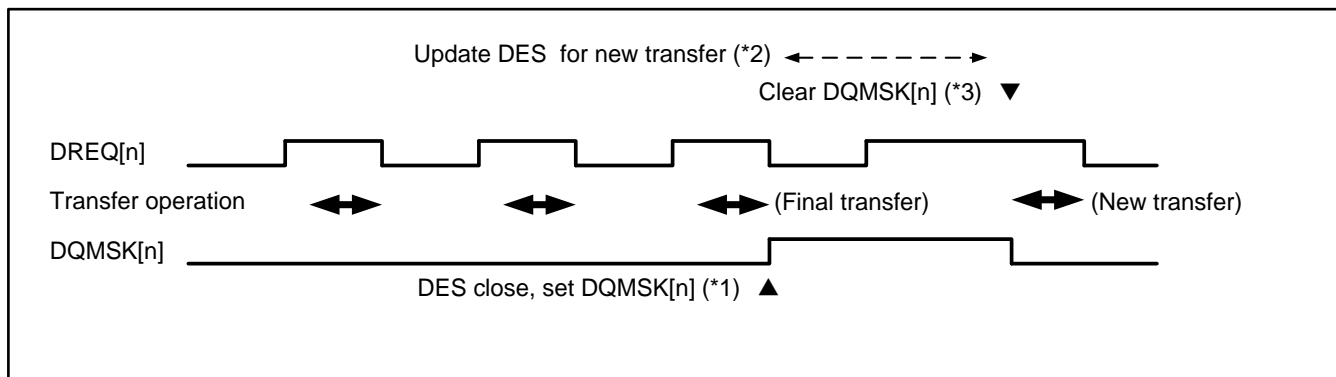 Update DES for new transfer (*2)
Clear DQMSK[n] (*3)
DREQ[n]
Transfer operation (Final transfer) (New transfer)
DQMSK[n]
DES close, set DQMSK[n] (*1)